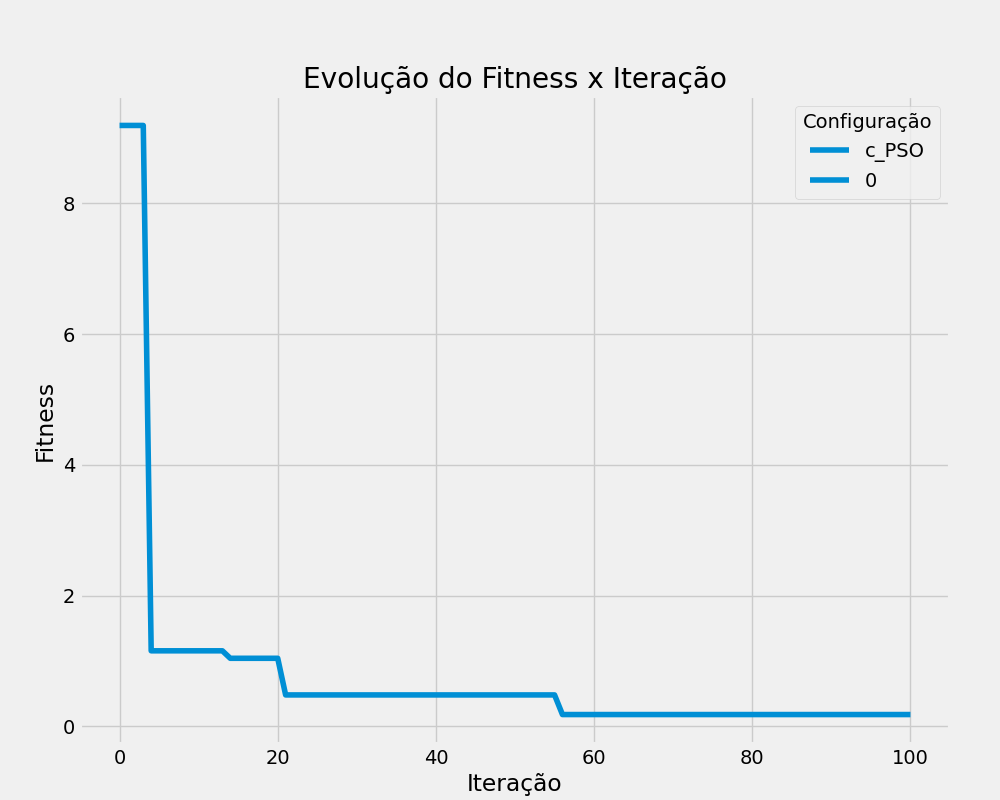 Evolução do Fitness x Iteração
Configuração
c_PSO
0
Fitness
8
6
4
2
0
0 20 40 60 80 100
Iteração